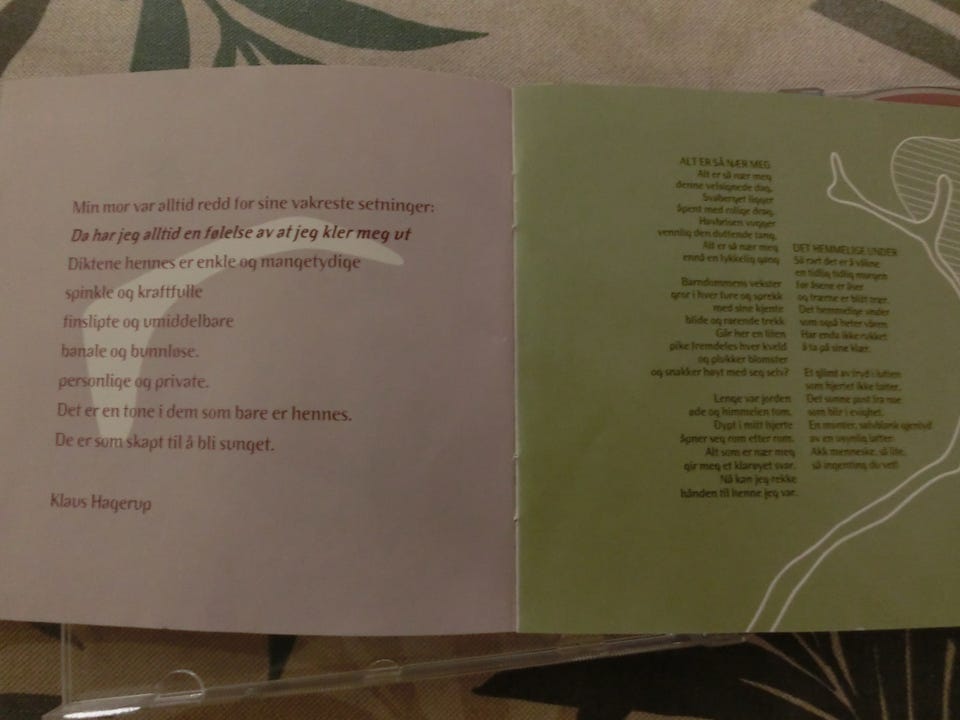 Min mor var alltid redd for sine vakreste setninger:
Da har jeg alltid en følelse av at jeg kler meg ut
Diktene hennes er enkle og mangetydige
spinkle og kraftfulle
finslipte og umiddelbare
banale og bunnløse.
personlige og private.
Det er en tone i dem som bare er hennes.
De er som skapt til å bli sunget.
Klaus Hagerup
ALT ER SÅ NÆR MEG
Alt er så nær meg
denne velsignede dag.
Svaberget ligger
åpent med rolige drag.
Havbrisen vugger
vennlig den duftende tang.
Alt er så nær meg
ennå en lykkelig gang
Barndommens vekster
gror i hver fure og sprekk
med sine kjente
blide og rørende trekk
Går her en liten
pike fremdeles hver kveld
og plukker blomster
og snakker høyt med seg selv?
Lenge var jorden
øde og himmelen tom.
Dypt i mitt hjerte
åpner seg rom etter rom.
Alt som er nær meg
gir meg et klarøyet svar.
Nå kan jeg rekke
hånden til henne jeg var.
DET HEMMELIGE UNDER
Så rart det er å våkne
en tidlig tidlig morgen
før åsene er åser
og trærne er blitt trær.
Det hemmelige under
som også heter våren
Har enda ikke rukket
å ta på sine klær.
Et glimt av fryd i luften
som hjertet ikke fatter.
Det samme pust fra noe
som blir i evighet.
En munter, sølvblank
av en usynlig latter.
Akk menneske, så lite,
så ingenting du vet!